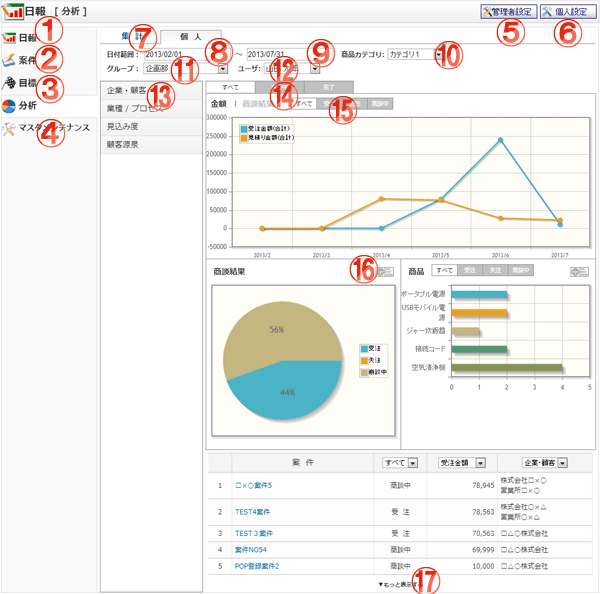 日報 [ 分析 ]
管理者設定 個人設定
① ⑤ ⑥
日報
② 案件
③ 目標
分析
④ マスタメンテナンス
⑦ 個 人
日付範囲: 2013/02/01 ⑧ ～ 2013/07/31 ⑨ 商品カテゴリ: カテゴリ1 ⑩
グループ: 企画部 ⑪ ユーザ: ⑫
企業・顧客 ⑬
業種 / プロセス
見込み度
顧客源泉
すべて ⑭ 完了
金額 | 商談結果 すべて ⑮ 商談中
300000
250000
200000
150000
100000
50000
0
-50000
受注金額(合計)
見積り金額(合計)
2013/2 2013/3 2013/4 2013/5 2013/6 2013/7
商談結果 ⑯
56%
44%
受注
失注
商談中
商品 すべて 受注 失注 商談中
ポータブル電源
USBモバイル電源
ジャー炊飯器
接続コード
空気清浄機
0 1 2 3 4 5
案 件 すべて 受注金額 企業・顧客
1 □×○案件5 商談中 78,945 株式会社□×○ 営業所□×○
2 TEST4案件 受 注 78,563 株式会社○×△ 営業所○×△
3 TEST３案件 受 注 70,563 □△○株式会社
4 案件NO54 商談中 69,999 □△○株式会社
5 POP登録案件2 商談中 10,000 □△○株式会社
▼もっと表示する ⑰